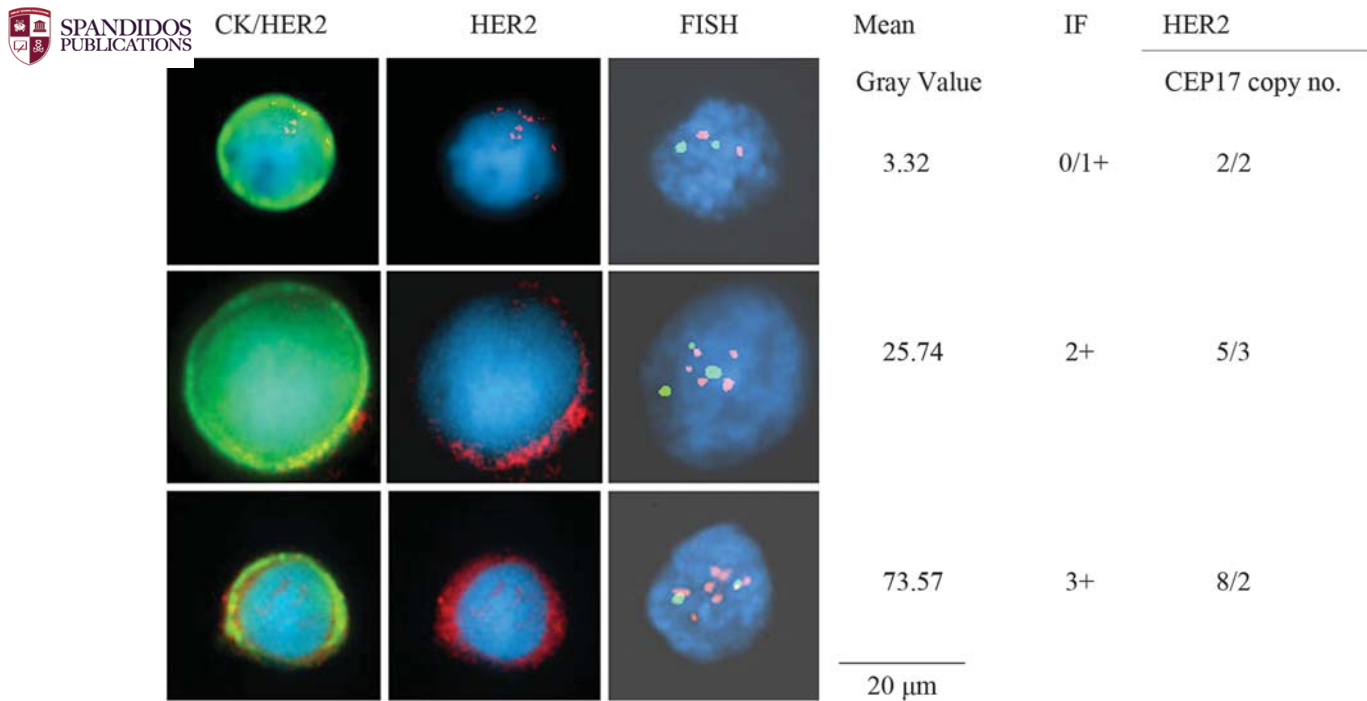 SPANDIDOS
PUBLICATIONS
CK/HER2 HER2 FISH Mean IF HER2
Gray Value CEP17 copy no.
3.32 0/1+ 2/2
25.74 2+ 5/3
73.57 3+ 8/2
20 μm